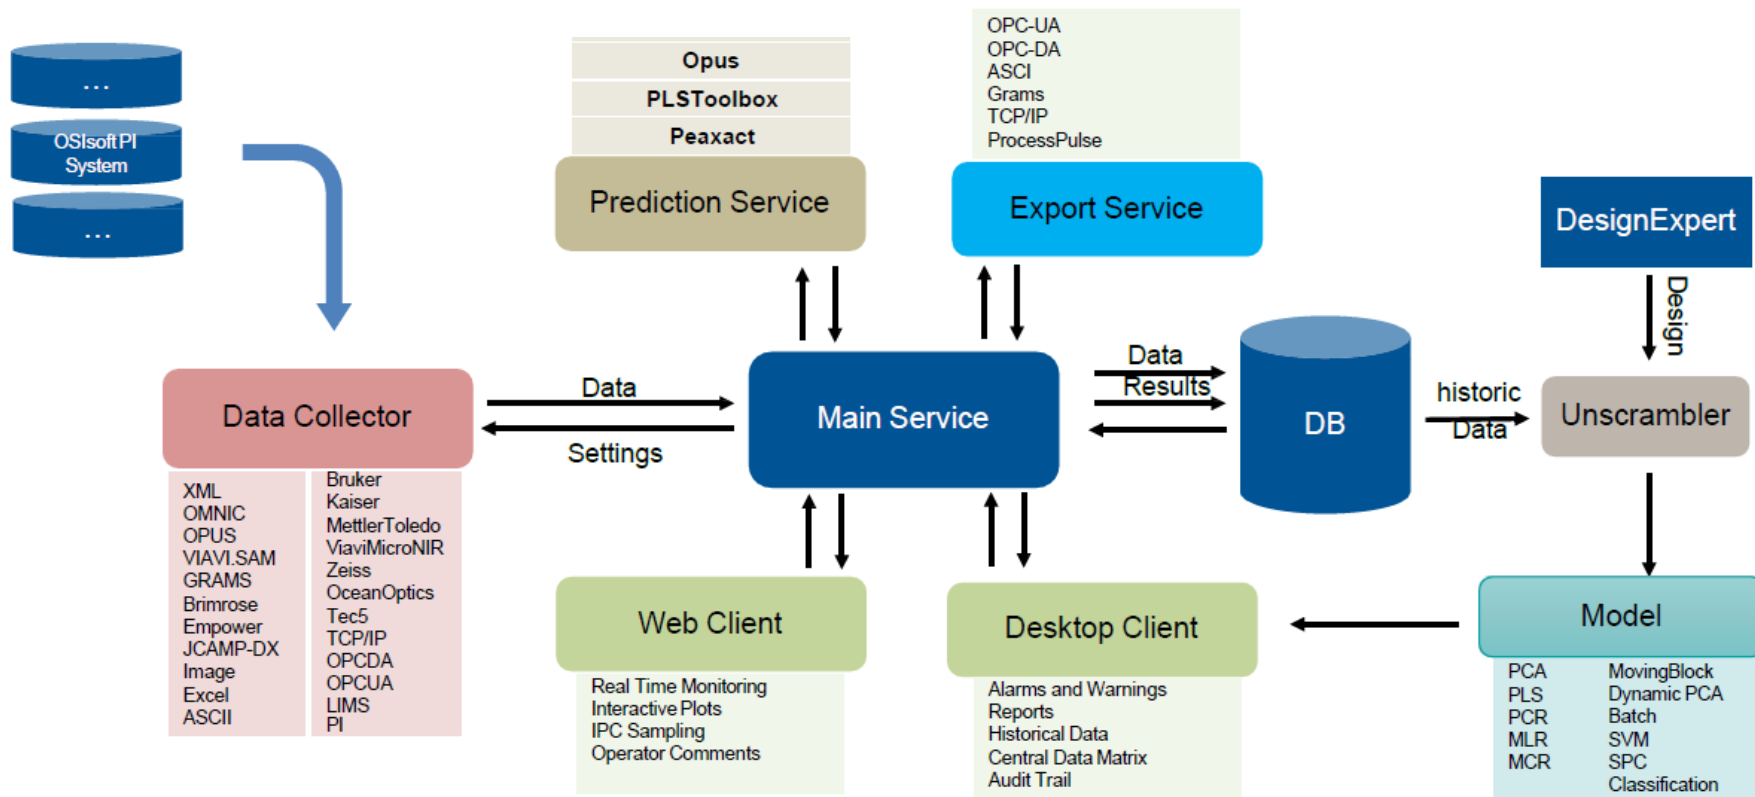 ...
OSIsoft PI
System
...
Opus
PLSToolbox
Peaxact
Prediction Service
OPC-UA
OPC-DA
ASCI
Grams
TCP/IP
ProcessPulse
Export Service
DesignExpert
Design
Data Collector
Data
Settings
Main Service
Data
Results
DB
historic
Data
Unscrambler
XML
OMNIC
OPUS
VIAVI.SAM
GRAMS
Brimrose
Empower
JCAMP-DX
Image
Excel
ASCII
Bruker
Kaiser
MettlerToledo
ViaviMicroNIR
Zeiss
OceanOptics
Tec5
TCP/IP
OPCDA
OPCUA
LIMS
PI
Web Client
Real Time Monitoring
Interactive Plots
IPC Sampling
Operator Comments
Desktop Client
Alarms and Warnings
Reports
Historical Data
Central Data Matrix
Audit Trail
Model
PCA
PLS
PCR
MLR
MCR
MovingBlock
Dynamic PCA
Batch
SVM
SPC
Classification